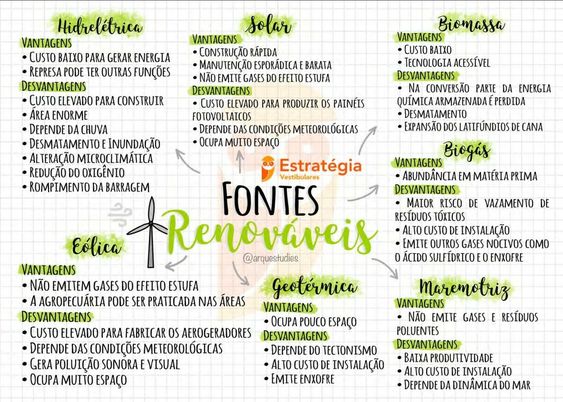 Hidrelétrica
VANTAGENS
• CUSTO BAIXO PARA GERAR ENERGIA
• REPRESA PODE TER OUTRAS FUNÇÕES
DESVANTAGENS
• CUSTO ELEVADO PARA CONSTRUIR
• ÁREA ENORME
• DEPENDE DA CHUVA
• DESMATAMENTO E INUNDAÇÃO
• ALTERAÇÃO MICROCLIMÁTICA
• REDUÇÃO DO OXIGÊNIO
• ROMPIMENTO DA BARRAGEM
Solar
VANTAGENS
• CONSTRUÇÃO RÁPIDA
• MANUTENÇÃO ESPORÁDICA E BARATA
• NÃO EMITE GASES DO EFEITO ESTUFA
DESVANTAGENS
• CUSTO ELEVADO PARA PRODUZIR OS PAINÉIS
FOTOVOLTAICOS
• DEPENDE DAS CONDIÇÕES METEOROLÓGICAS
• OCUPA MUITO ESPAÇO
Biomassa
VANTAGENS
• CUSTO BAIXO
• TECNOLOGIA ACESSÍVEL
DESVANTAGENS
• NA CONVERSÃO PARTE DA ENERGIA
QUÍMICA ARMAZENADA É PERDIDA
• DESMATAMENTO
• EXPANSÃO DOS LATIFÚNDIOS DE CANA
Estratégia
Vestibulares
FONTES
Renováveis
@arquestudies
Biogás
VANTAGENS
• ABUNDÂNCIA EM MATÉRIA PRIMA
DESVANTAGENS
• MAIOR RISCO DE VAZAMENTO DE
RESÍDUOS TÓXICOS
• ALTO CUSTO DE INSTALAÇÃO
• EMITE OUTROS GASES NOCIVOS COMO
O ÁCIDO SULFÍDRICO E O ENXOFRE
Eólica
VANTAGENS
• NÃO EMITEM GASES DO EFEITO ESTUFA
• A AGROPECUÁRIA PODE SER PRATICADA NAS ÁREAS
DESVANTAGENS
• CUSTO ELEVADO PARA FABRICAR OS AEROGERADORES
• DEPENDE DAS CONDIÇÕES METEOROLÓGICAS
• GERA POLUIÇÃO SONORA E VISUAL
• OCUPA MUITO ESPAÇO
Geotérmica
VANTAGENS
• OCUPA POUCO ESPAÇO
DESVANTAGENS
• DEPENDE DO TECTONISMO
• ALTO CUSTO DE INSTALAÇÃO
• EMITE ENXOFRE
Maremotriz
VANTAGENS
• NÃO EMITE GASES E RESÍDUOS
POLUENTES
DESVANTAGENS
• BAIXA PRODUTIVIDADE
• ALTO CUSTO DE INSTALAÇÃO
• DEPENDE DA DINÂMICA DO MAR